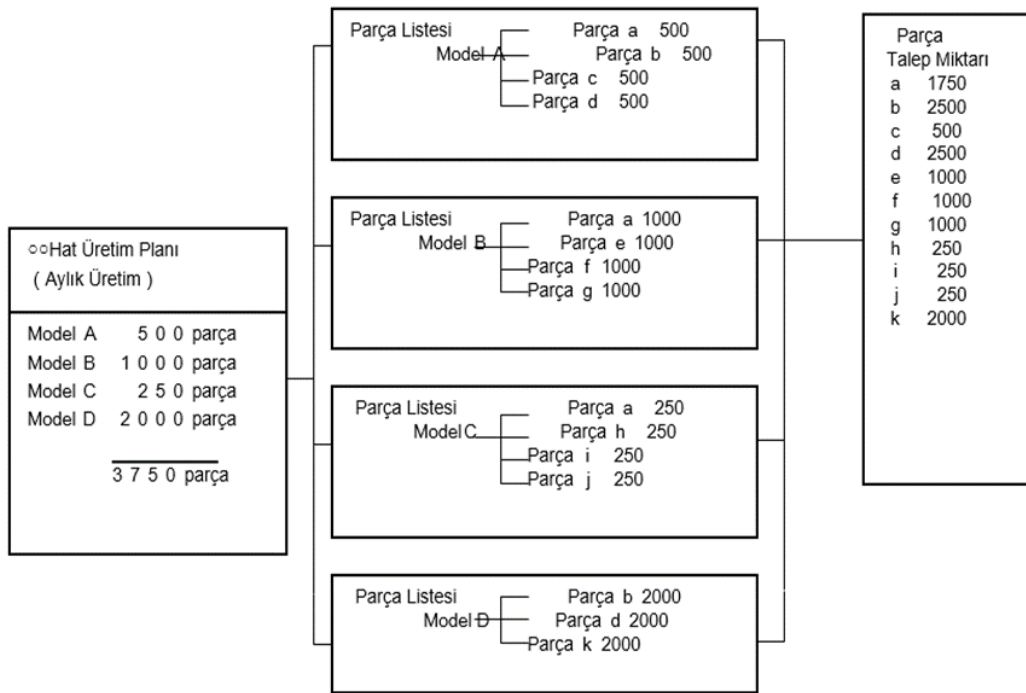 ○○Hat Üretim Planı
( Aylık Üretim )
Model A 5 0 0 parça
Model B 1 0 0 0 parça
Model C 2 5 0 parça
Model D 2 0 0 0 parça
3 7 5 0 parça
Parça Listesi Parça a 500
Model A Parça b 500
Parça c 500
Parça d 500
Parça Listesi Parça a 1000
Model B Parça e 1000
Parça f 1000
Parça g 1000
Parça Listesi Parça a 250
Model C Parça h 250
Parça i 250
Parça j 250
Parça Listesi Parça b 2000
Model D Parça d 2000
Parça k 2000
Parça
Talep Miktarı
a 1750
b 2500
c 500
d 2500
e 1000
f 1000
g 1000
h 250
i 250
j 250
k 2000